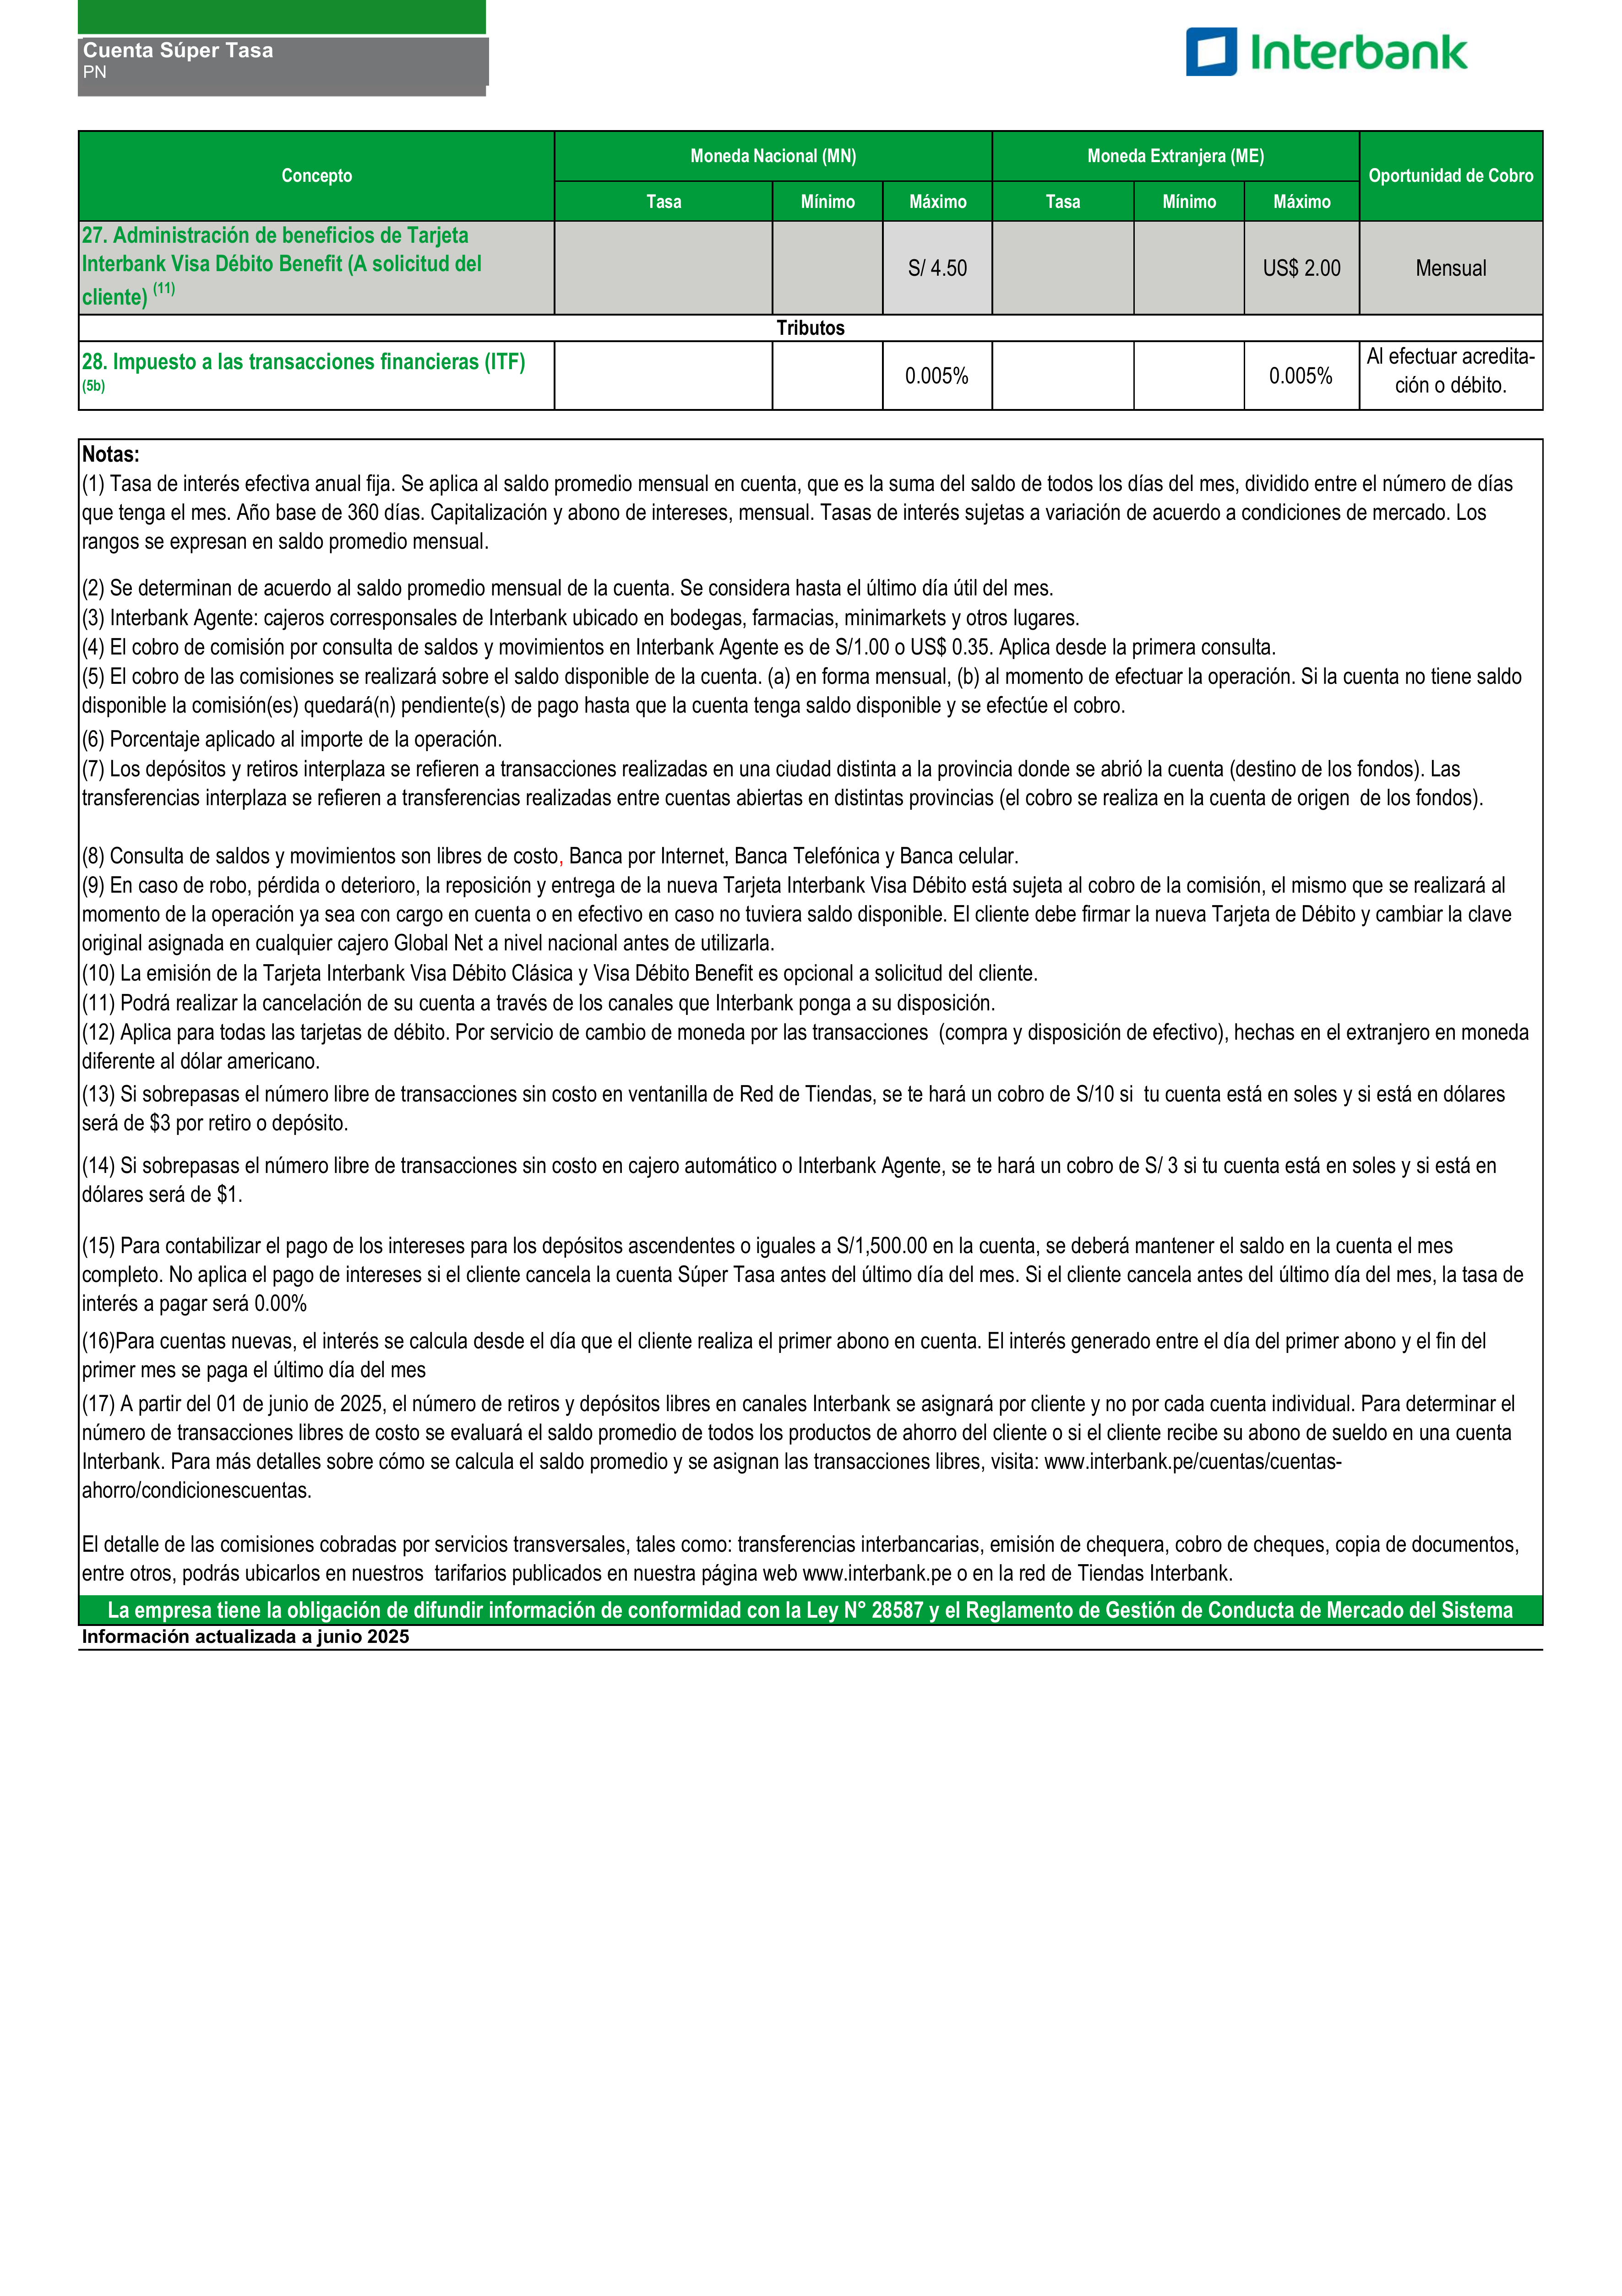 Cuenta Súper Tasa
PN
Interbank
Concepto
Moneda Nacional (MN)
Moneda Extranjera (ME)
Oportunidad de Cobro
Tasa
Mínimo
Máximo
Tasa
Mínimo
Máximo
27. Administración de beneficios de Tarjeta
Interbank Visa Débito Benefit (A solicitud del
cliente) (11)
S/ 4.50
US$ 2.00
Mensual
Tributos
28. Impuesto a las transacciones financieras (ITF)
(5b)
0.005%
0.005%
Al efectuar acredita-
ción o débito.
Notas:
(1) Tasa de interés efectiva anual fija. Se aplica al saldo promedio mensual en cuenta, que es la suma del saldo de todos los días del mes, dividido entre el número de días
que tenga el mes. Año base de 360 días. Capitalización y abono de intereses, mensual. Tasas de interés sujetas a variación de acuerdo a condiciones de mercado. Los
rangos se expresan en saldo promedio mensual.
(2) Se determinan de acuerdo al saldo promedio mensual de la cuenta. Se considera hasta el último día útil del mes.
(3) Interbank Agente: cajeros corresponsales de Interbank ubicado en bodegas, farmacias, minimarkets y otros lugares.
(4) El cobro de comisión por consulta de saldos y movimientos en Interbank Agente es de S/1.00 o US$ 0.35. Aplica desde la primera consulta.
(5) El cobro de las comisiones se realizará sobre el saldo disponible de la cuenta. (a) en forma mensual, (b) al momento de efectuar la operación. Si la cuenta no tiene saldo
disponible la comisión(es) quedará(n) pendiente(s) de pago hasta que la cuenta tenga saldo disponible y se efectúe el cobro.
(6) Porcentaje aplicado al importe de la operación.
(7) Los depósitos y retiros interplaza se refieren a transacciones realizadas en una ciudad distinta a la provincia donde se abrió la cuenta (destino de los fondos). Las
transferencias interplaza se refieren a transferencias realizadas entre cuentas abiertas en distintas provincias (el cobro se realiza en la cuenta de origen  de los fondos).
(8) Consulta de saldos y movimientos son libres de costo, Banca por Internet, Banca Telefónica y Banca celular.
(9) En caso de robo, pérdida o deterioro, la reposición y entrega de la nueva Tarjeta Interbank Visa Débito está sujeta al cobro de la comisión, el mismo que se realizará al
momento de la operación ya sea con cargo en cuenta o en efectivo en caso no tuviera saldo disponible. El cliente debe firmar la nueva Tarjeta de Débito y cambiar la clave
original asignada en cualquier cajero Global Net a nivel nacional antes de utilizarla.
(10) La emisión de la Tarjeta Interbank Visa Débito Clásica y Visa Débito Benefit es opcional a solicitud del cliente.
(11) Podrá realizar la cancelación de su cuenta a través de los canales que Interbank ponga a su disposición.
(12) Aplica para todas las tarjetas de débito. Por servicio de cambio de moneda por las transacciones  (compra y disposición de efectivo), hechas en el extranjero en moneda
diferente al dólar americano.
(13) Si sobrepasas el número libre de transacciones sin costo en ventanilla de Red de Tiendas, se te hará un cobro de S/10 si  tu cuenta está en soles y si está en dólares
será de $3 por retiro o depósito.
(14) Si sobrepasas el número libre de transacciones sin costo en cajero automático o Interbank Agente, se te hará un cobro de S/ 3 si tu cuenta está en soles y si está en
dólares será de $1.
(15) Para contabilizar el pago de los intereses para los depósitos ascendentes o iguales a S/1,500.00 en la cuenta, se deberá mantener el saldo en la cuenta el mes
completo. No aplica el pago de intereses si el cliente cancela la cuenta Súper Tasa antes del último día del mes. Si el cliente cancela antes del último día del mes, la tasa de
interés a pagar será 0.00%
(16)Para cuentas nuevas, el interés se calcula desde el día que el cliente realiza el primer abono en cuenta. El interés generado entre el día del primer abono y el fin del
primer mes se paga el último día del mes
(17) A partir del 01 de junio de 2025, el número de retiros y depósitos libres en canales Interbank se asignará por cliente y no por cada cuenta individual. Para determinar el
número de transacciones libres de costo se evaluará el saldo promedio de todos los productos de ahorro del cliente o si el cliente recibe su abono de sueldo en una cuenta
Interbank. Para más detalles sobre cómo se calcula el saldo promedio y se asignan las transacciones libres, visita: www.interbank.pe/cuentas/cuentas-
ahorro/condicionescuentas.
El detalle de las comisiones cobradas por servicios transversales, tales como: transferencias interbancarias, emisión de chequera, cobro de cheques, copia de documentos,
entre otros, podrás ubicarlos en nuestros  tarifarios publicados en nuestra página web www.interbank.pe o en la red de Tiendas Interbank.
La empresa tiene la obligación de difundir información de conformidad con la Ley N° 28587 y el Reglamento de Gestión de Conducta de Mercado del Sistema
Información actualizada a junio 2025